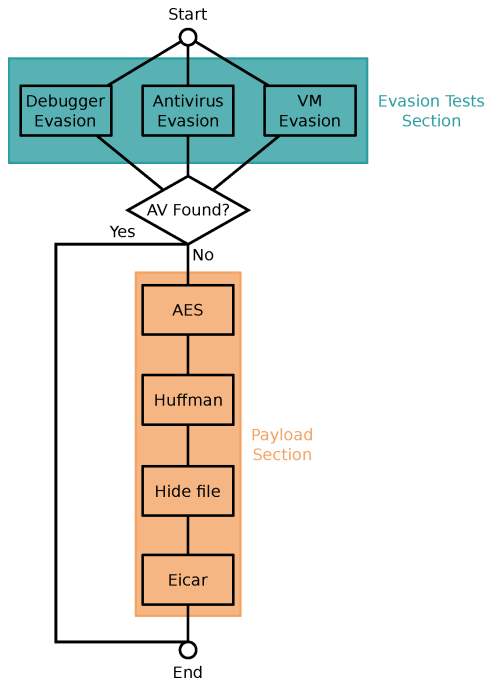 Start
Debugger
Evasion
Antivirus
Evasion
VM
Evasion
Evasion Tests
Section
AV Found?
Yes
No
AES
Huffman
Payload
Section
Hide file
Eicar
End